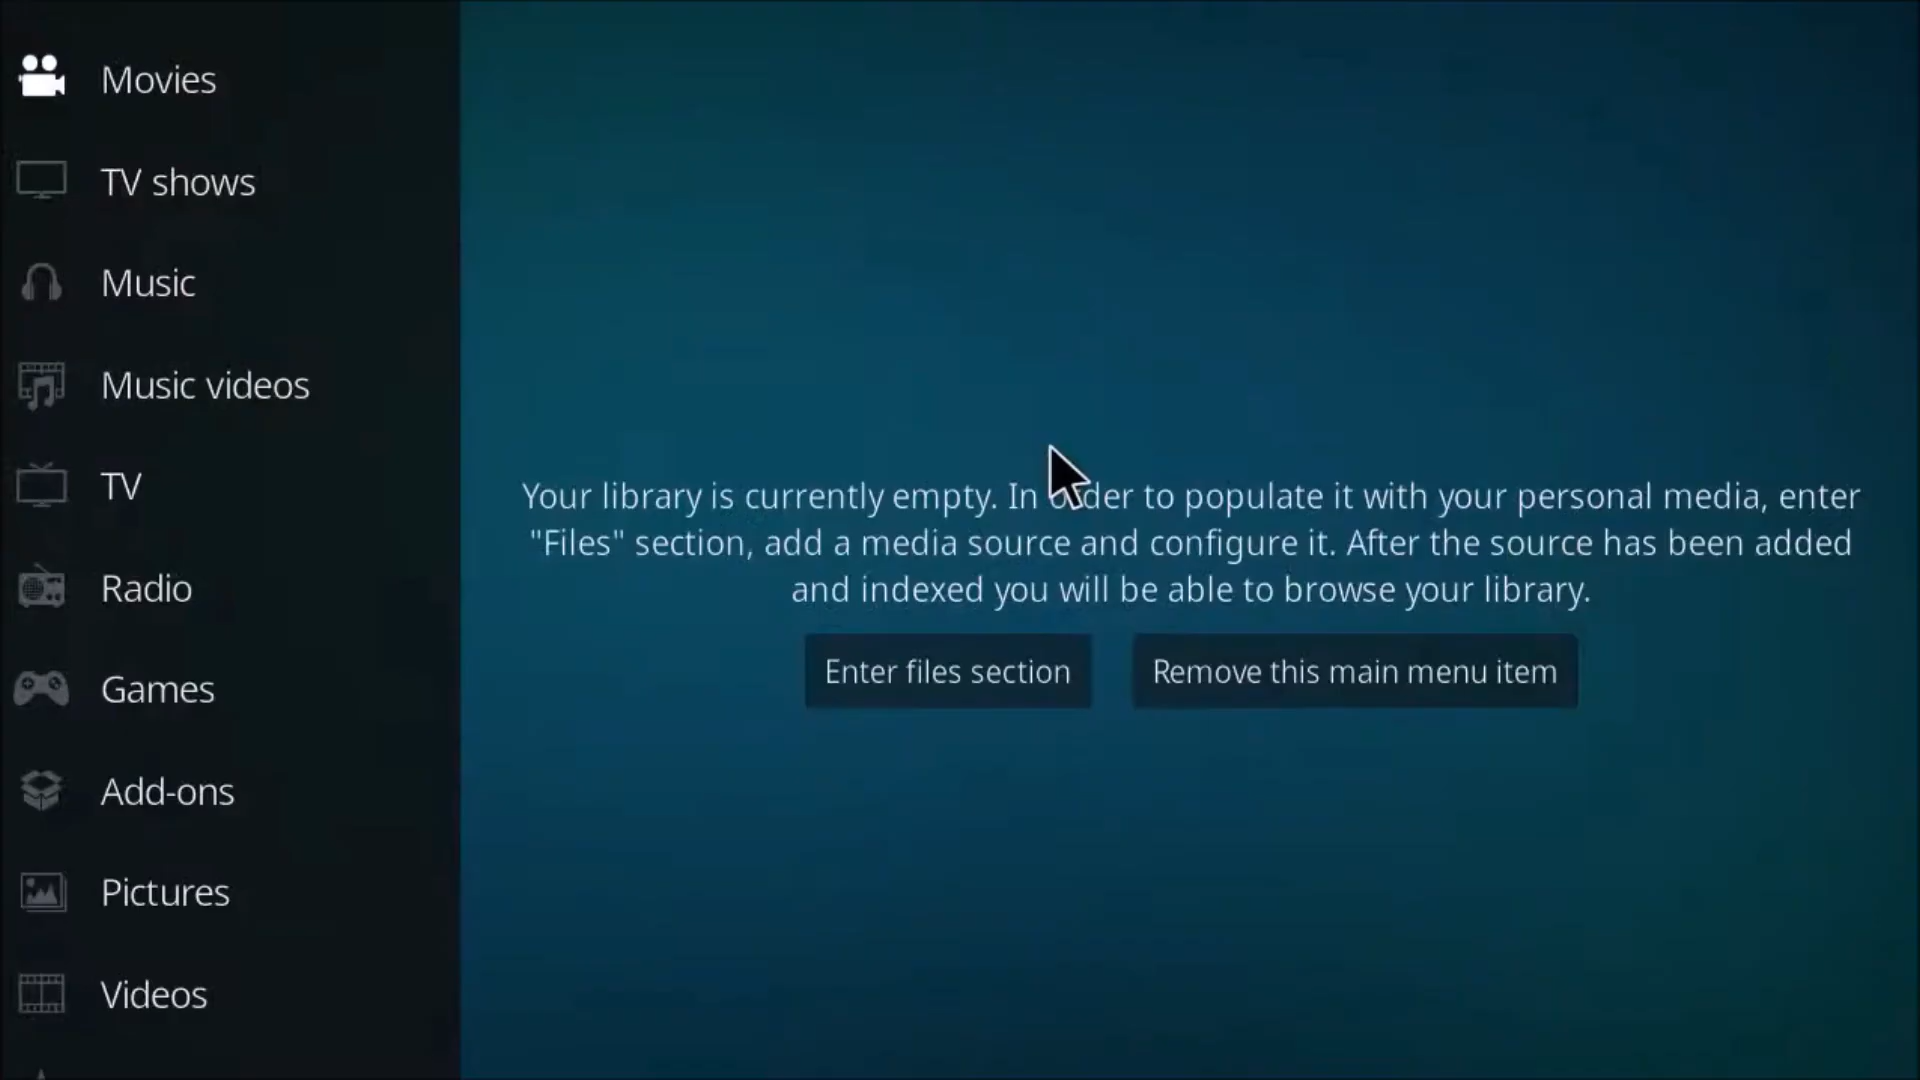 Movies
TV shows
Music
Music videos
TV
Radio
Games
Add-ons
Pictures
Videos
Your library is currently empty. In order to populate it with your personal media, enter
"Files" section, add a media source and configure it. After the source has been added
and indexed you will be able to browse your library.
Enter files section
Remove this main menu item